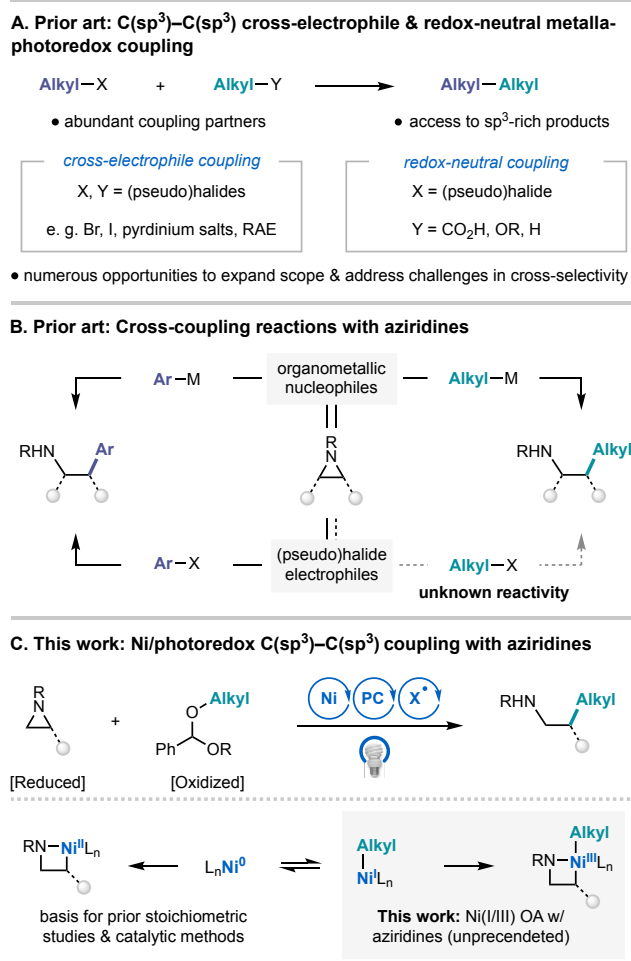 A. Prior art: C(sp³)–C(sp³) cross-electrophile & redox-neutral metalla-
photoredox coupling
Alkyl–X + Alkyl–Y Alkyl–Alkyl
• abundant coupling partners • access to sp³-rich products
cross-electrophile coupling
X, Y = (pseudo)halides
e. g. Br, I, pyrdinium salts, RAE
redox-neutral coupling
X = (pseudo)halide
Y = CO₂H, OR, H
• numerous opportunities to expand scope & address challenges in cross-selectivity
B. Prior art: Cross-coupling reactions with aziridines
Ar–M
organometallic
nucleophiles
Alkyl–M
RHN
Ar
R
N
RHN
Alkyl
Ar–X
(pseudo)halide
electrophiles
Alkyl–X
unknown reactivity
C. This work: Ni/photoredox C(sp³)–C(sp³) coupling with aziridines
R
N
+
O
Alkyl
Ph
OR
Ni
PC
X•
RHN
Alkyl
[Reduced]
[Oxidized]
RN–NiᴵᴵLₙ
LₙNi⁰
Alkyl
NiᴵLₙ
Alkyl
RN–NiᴵᴵᴵLₙ
basis for prior stoichiometric
studies & catalytic methods
This work: Ni(I/III) OA w/
aziridines (unprecendeted)